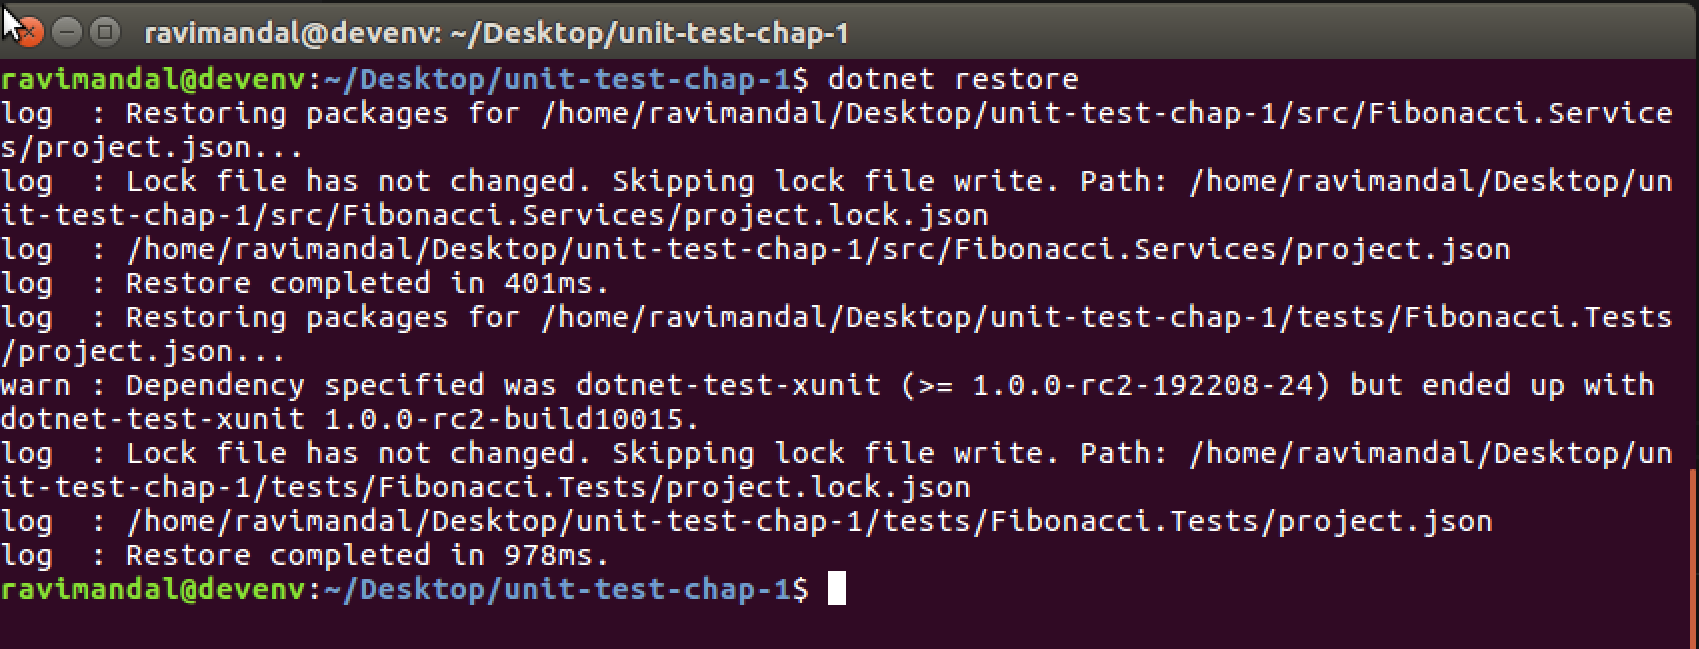 ravimandal@devenv: ~/Desktop/unit-test-chap-1
ravimandal@devenv:~/Desktop/unit-test-chap-1$ dotnet restore
log  : Restoring packages for /home/ravimandal/Desktop/unit-test-chap-1/src/Fibonacci.Service
s/project.json...
log  : Lock file has not changed. Skipping lock file write. Path: /home/ravimandal/Desktop/un
it-test-chap-1/src/Fibonacci.Services/project.lock.json
log  : /home/ravimandal/Desktop/unit-test-chap-1/src/Fibonacci.Services/project.json
log  : Restore completed in 401ms.
log  : Restoring packages for /home/ravimandal/Desktop/unit-test-chap-1/tests/Fibonacci.Tests
/project.json...
warn : Dependency specified was dotnet-test-xunit (>= 1.0.0-rc2-192208-24) but ended up with
dotnet-test-xunit 1.0.0-rc2-build10015.
log  : Lock file has not changed. Skipping lock file write. Path: /home/ravimandal/Desktop/un
it-test-chap-1/tests/Fibonacci.Tests/project.lock.json
log  : /home/ravimandal/Desktop/unit-test-chap-1/tests/Fibonacci.Tests/project.json
log  : Restore completed in 978ms.
ravimandal@devenv:~/Desktop/unit-test-chap-1$